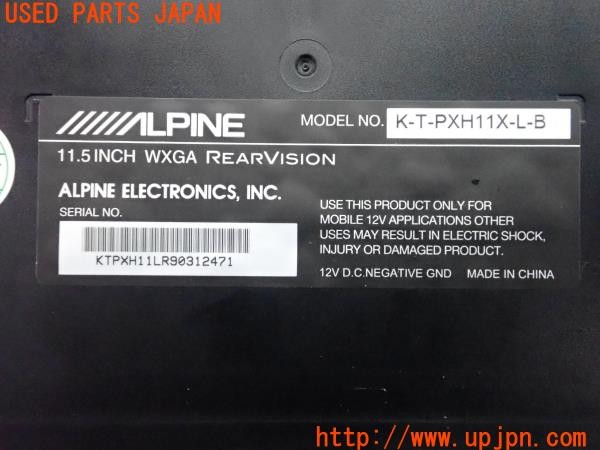 USED PARTS JAPAN
ALPINE
MODEL NO. K-T-PXH11X-L-B
11.5 INCH WXGA REARVISION
ALPINE ELECTRONICS, INC.
SERIAL NO.
KTPXH11LR90312471
USE THIS PRODUCT ONLY FOR
MOBILE 12V APPLICATIONS OTHER
USES MAY RESULT IN ELECTRIC SHOCK,
INJURY OR DAMAGED PRODUCT.
12V D.C.NEGATIVE GND MADE IN CHINA
UPJ
http://www.upjpn.com/